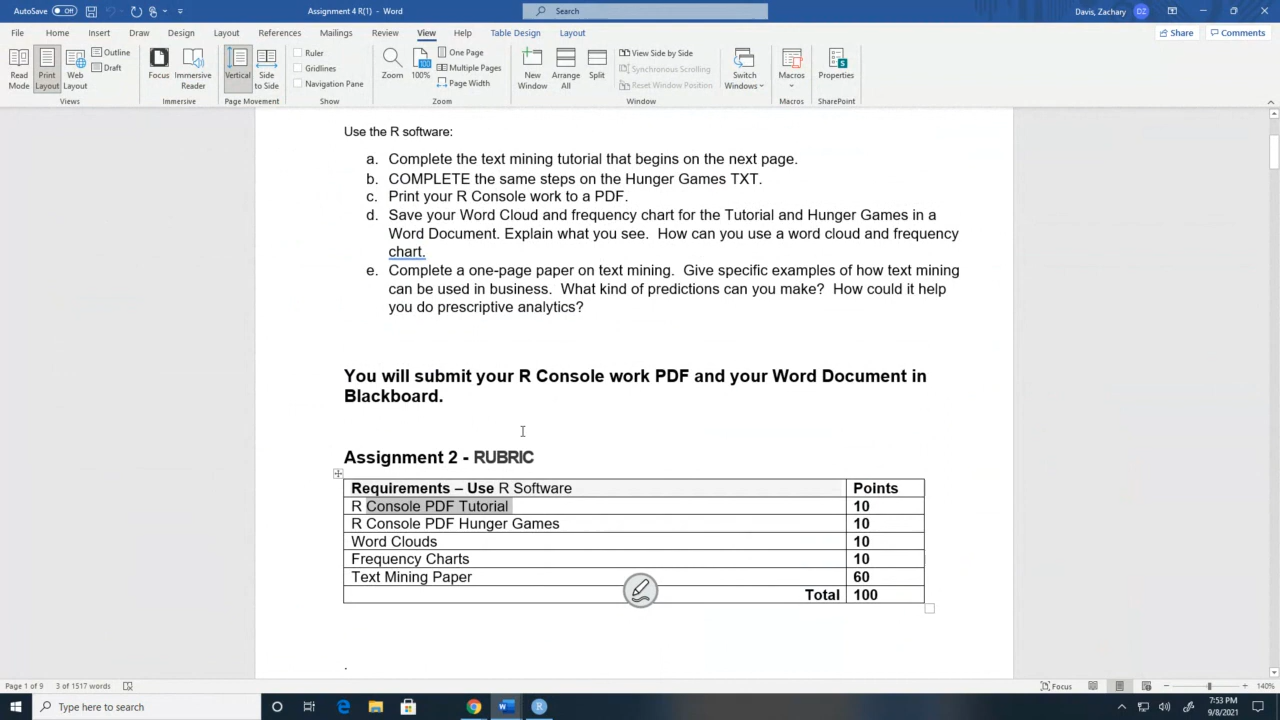 AutoSave Off Assignment 4 R(1) - Word Search Davis, Zachary ZD
File Home Insert Draw Design Layout References Mailings Review View Help Table Design Layout Share Comments
Read Mode
Print Layout
Web Layout
Outline
Draft
Views
Focus
Immersive Reader
Immersive
Vertical
Side to Side
Page Movement
Ruler
Gridlines
Navigation Pane
Show
Zoom
100
100%
One Page
Multiple Pages
Page Width
Zoom
New Window
Arrange All
Split
View Side by Side
Synchronous Scrolling
Reset Window Position
Window
Switch Windows
Macros
Macros
Properties
SharePoint
Use the R software:
a. Complete the text mining tutorial that begins on the next page.
b. COMPLETE the same steps on the Hunger Games TXT.
c. Print your R Console work to a PDF.
d. Save your Word Cloud and frequency chart for the Tutorial and Hunger Games in a
Word Document. Explain what you see. How can you use a word cloud and frequency
chart.
e. Complete a one-page paper on text mining. Give specific examples of how text mining
can be used in business. What kind of predictions can you make? How could it help
you do prescriptive analytics?
You will submit your R Console work PDF and your Word Document in
Blackboard.
Assignment 2 - RUBRIC
Requirements – Use R Software Points
R Console PDF Tutorial 10
R Console PDF Hunger Games 10
Word Clouds 10
Frequency Charts 10
Text Mining Paper 60
Total 100
.
Page 1 of 9 3 of 1517 words Focus 140%
Type here to search
7:53 PM
9/8/2021